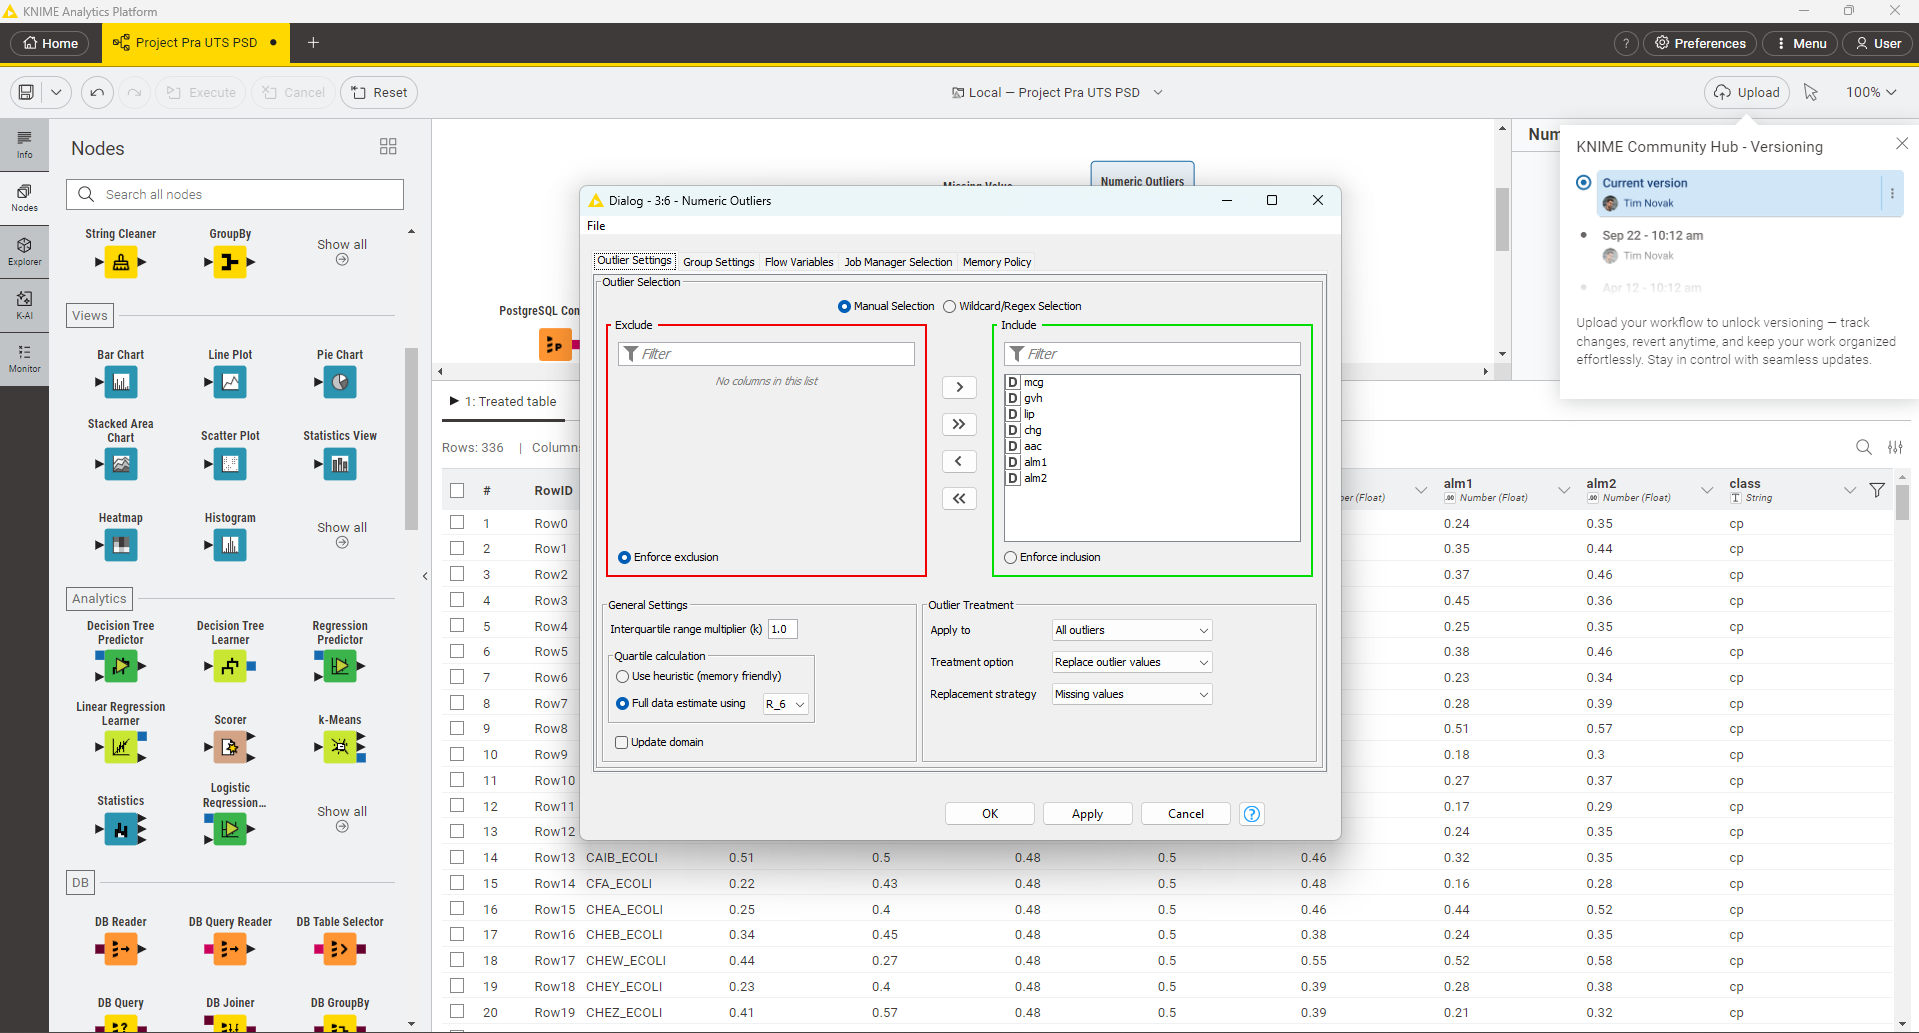 KNIME Analytics Platform
Home
Project Pra UTS PSD
Preferences
Menu
User
Execute
Cancel
Reset
Local — Project Pra UTS PSD
Upload
100%
Info
Nodes
Explorer
K-AI
Monitor
Nodes
Search all nodes
String Cleaner
GroupBy
Show all
Views
Bar Chart
Line Plot
Pie Chart
Stacked Area Chart
Scatter Plot
Statistics View
Heatmap
Histogram
Show all
Analytics
Decision Tree Predictor
Decision Tree Learner
Regression Predictor
Linear Regression Learner
Scorer
k-Means
Statistics
Logistic Regression...
Show all
DB
DB Reader
DB Query Reader
DB Table Selector
DB Query
DB Joiner
DB GroupBy
Missing Value
Numeric Outliers
PostgreSQL Con
Num
KNIME Community Hub - Versioning
Current version
Tim Novak
Sep 22 - 10:12 am
Tim Novak
Apr 12 - 10:12 am
Upload your workflow to unlock versioning — track
changes, revert anytime, and keep your work organized
effortlessly. Stay in control with seamless updates.
Dialog - 3:6 - Numeric Outliers
File
Outlier Settings Group Settings Flow Variables Job Manager Selection Memory Policy
Outlier Selection
Manual Selection Wildcard/Regex Selection
Exclude
Filter
No columns in this list
Enforce exclusion
Include
Filter
D mcg
D gvh
D lip
D chg
D aac
D alm1
D alm2
Enforce inclusion
General Settings
Interquartile range multiplier (k) 1.0
Quartile calculation
Use heuristic (memory friendly)
Full data estimate using R_6
Update domain
Outlier Treatment
Apply to All outliers
Treatment option Replace outlier values
Replacement strategy Missing values
OK Apply Cancel
1: Treated table
Rows: 336 | Column
# RowID
er (Float)
alm1 Number (Float)
alm2 Number (Float)
class String
1 Row0 0.24 0.35 cp
2 Row1 0.35 0.44 cp
3 Row2 0.37 0.46 cp
4 Row3 0.45 0.36 cp
5 Row4 0.25 0.35 cp
6 Row5 0.38 0.46 cp
7 Row6 0.23 0.34 cp
8 Row7 0.28 0.39 cp
9 Row8 0.51 0.57 cp
10 Row9 0.18 0.3 cp
11 Row10 0.27 0.37 cp
12 Row11 0.17 0.29 cp
13 Row12 0.24 0.35 cp
14 Row13 CAIB_ECOLI 0.51 0.5 0.48 0.5 0.46 0.32 0.35 cp
15 Row14 CFA_ECOLI 0.22 0.43 0.48 0.5 0.48 0.16 0.28 cp
16 Row15 CHEA_ECOLI 0.25 0.4 0.48 0.5 0.46 0.44 0.52 cp
17 Row16 CHEB_ECOLI 0.34 0.45 0.48 0.5 0.38 0.24 0.35 cp
18 Row17 CHEW_ECOLI 0.44 0.27 0.48 0.5 0.55 0.52 0.58 cp
19 Row18 CHEY_ECOLI 0.23 0.4 0.48 0.5 0.39 0.28 0.38 cp
20 Row19 CHEZ_ECOLI 0.41 0.57 0.48 0.5 0.39 0.21 0.32 cp